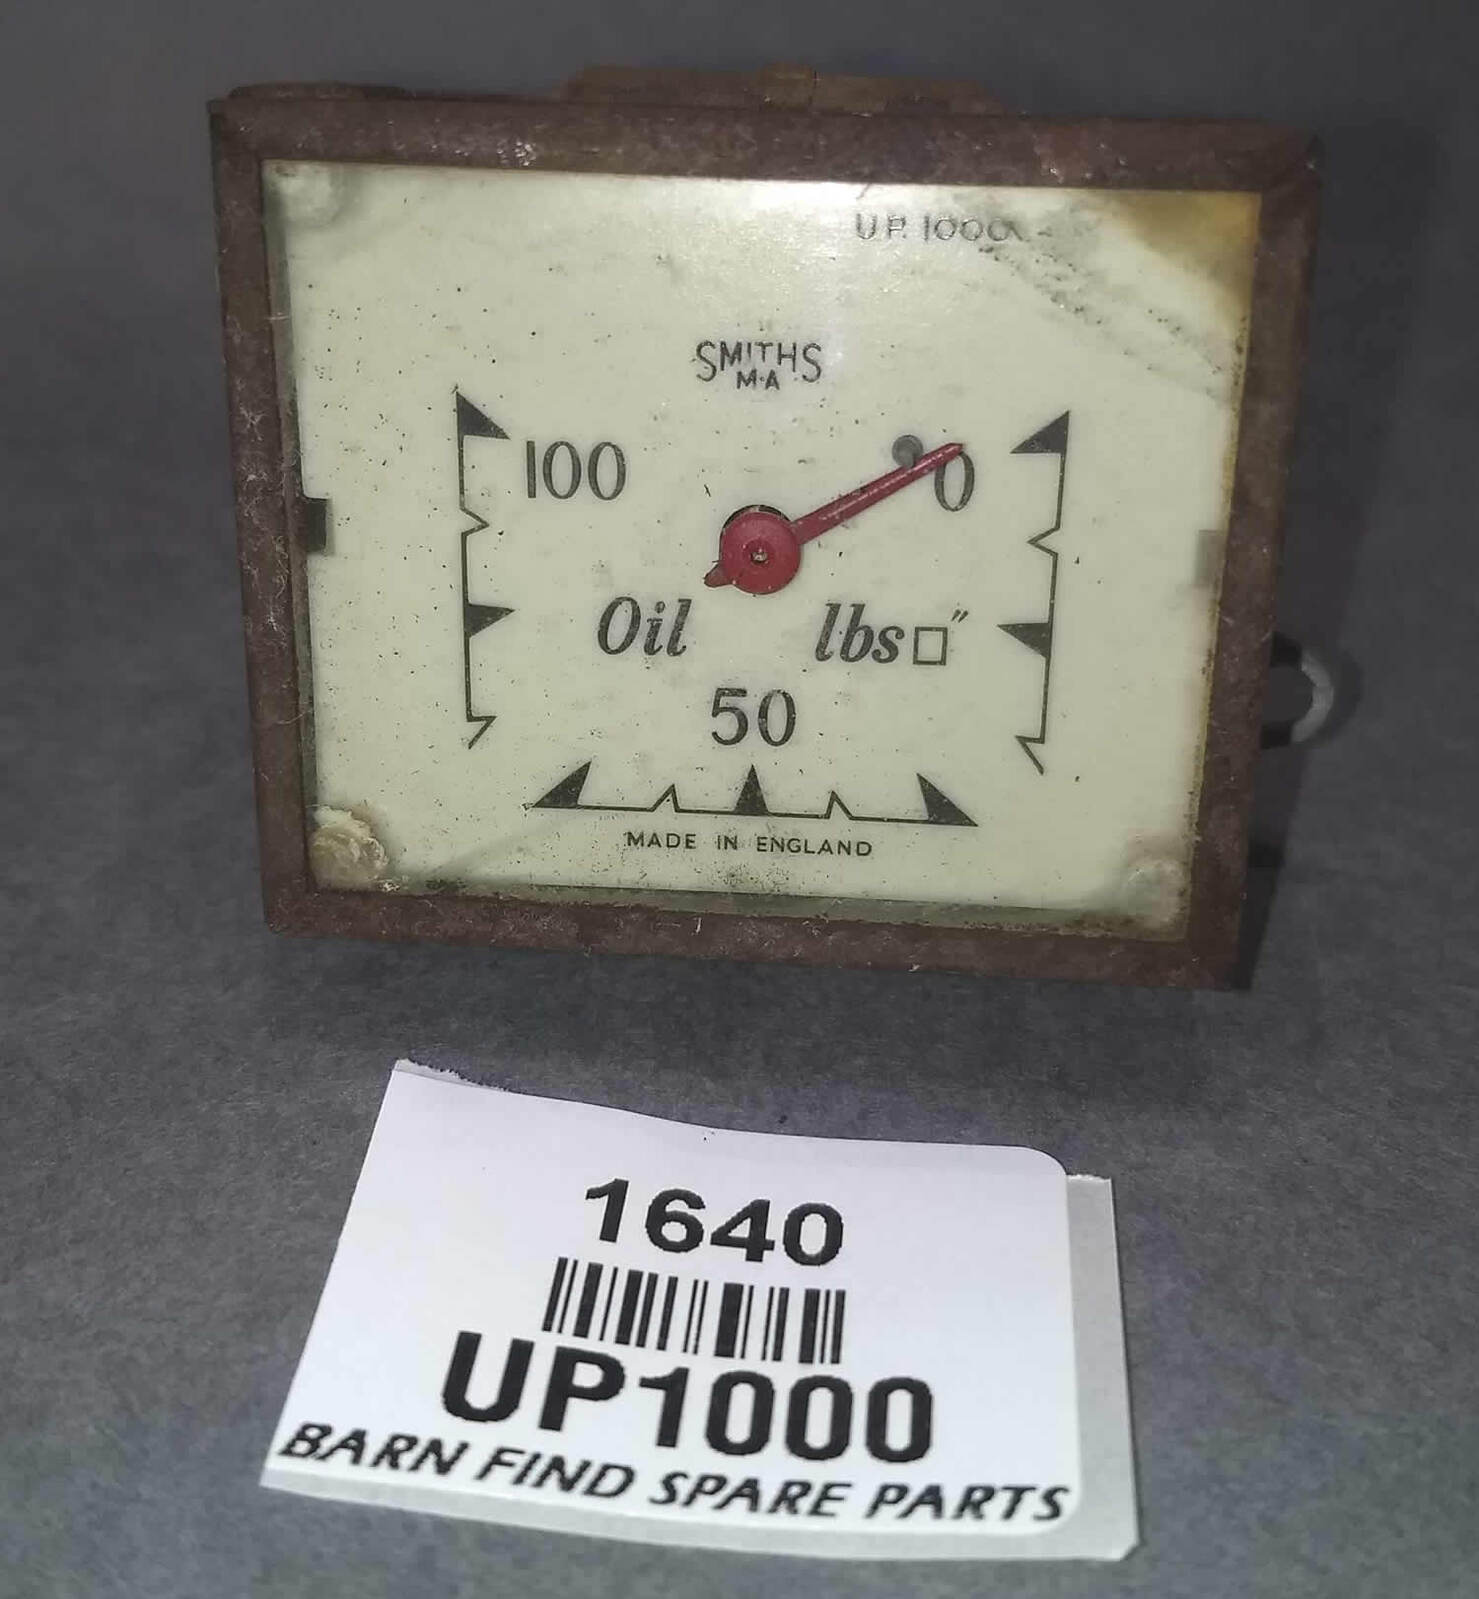 U.P. 1000
SMITHS
M·A
100
0
Oil lbs□"
50
MADE IN ENGLAND
1640
UP1000
BARN FIND SPARE PARTS